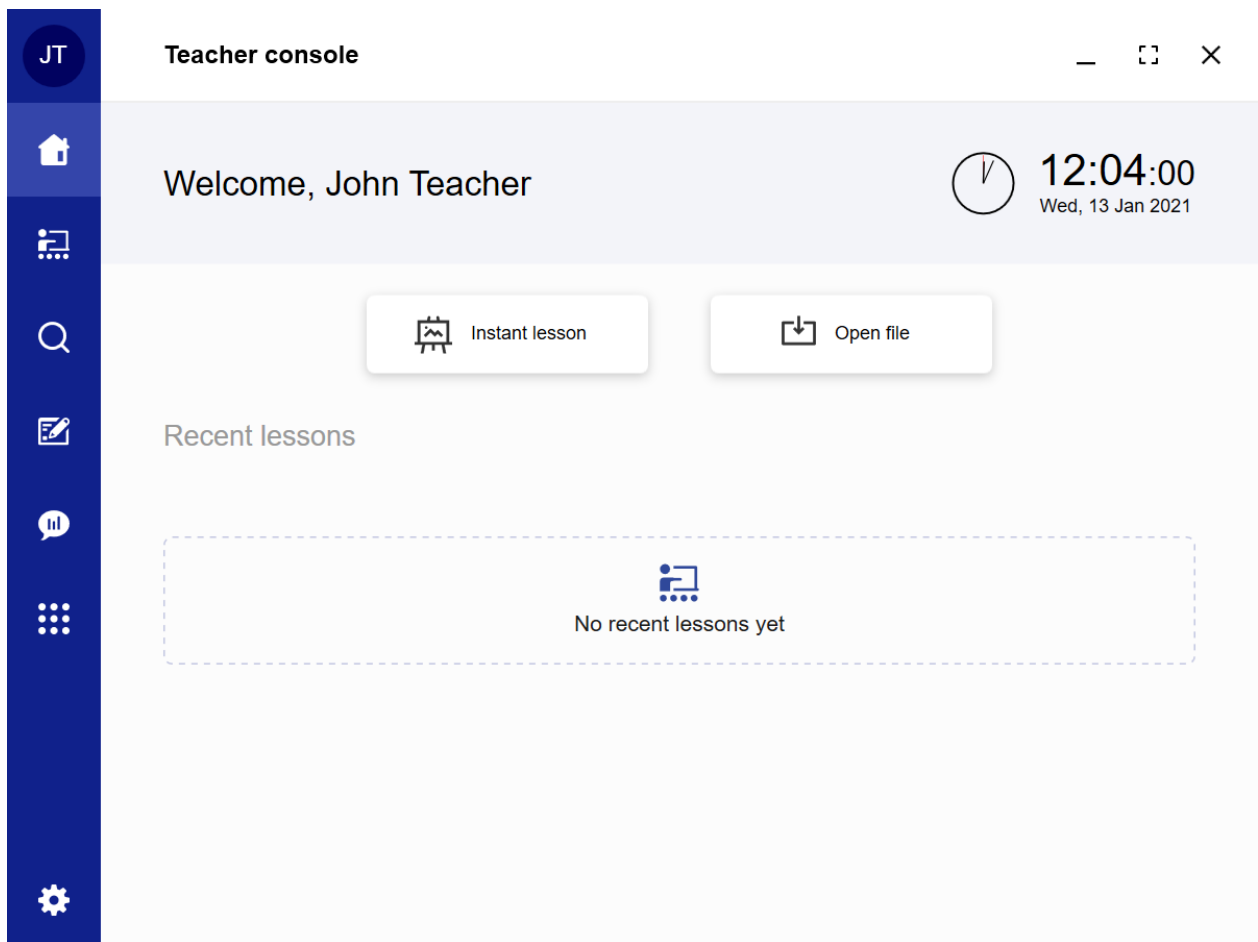 JT
Teacher console
Welcome, John Teacher
12:04:00
Wed, 13 Jan 2021
Instant lesson
Open file
Recent lessons
No recent lessons yet